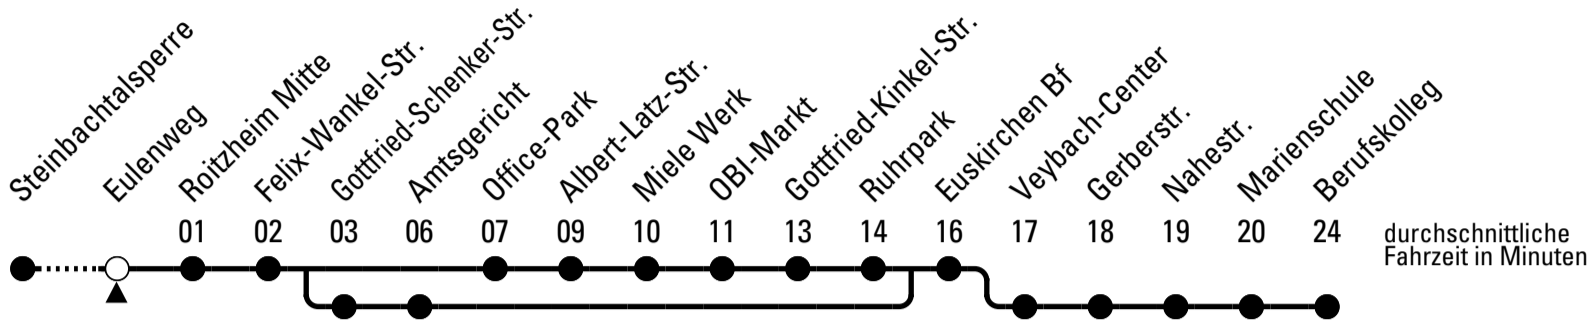 Steinbachtalsperre
Eulenweg
Roitzheim Mitte
Felix-Wankel-Str.
Gottfried-Schenker-Str.
Amtsgericht
Office-Park
Albert-Latz-Str.
Miele Werk
OBI-Markt
Gottfried-Kinkel-Str.
Ruhrpark
Euskirchen Bf
Veybach-Center
Gerberstr.
Nahestr.
Marienschule
Berufskolleg
01 02 03 06 07 09 10 11 13 14 16 17 18 19 20 24
durchschnittliche
Fahrzeit in Minuten